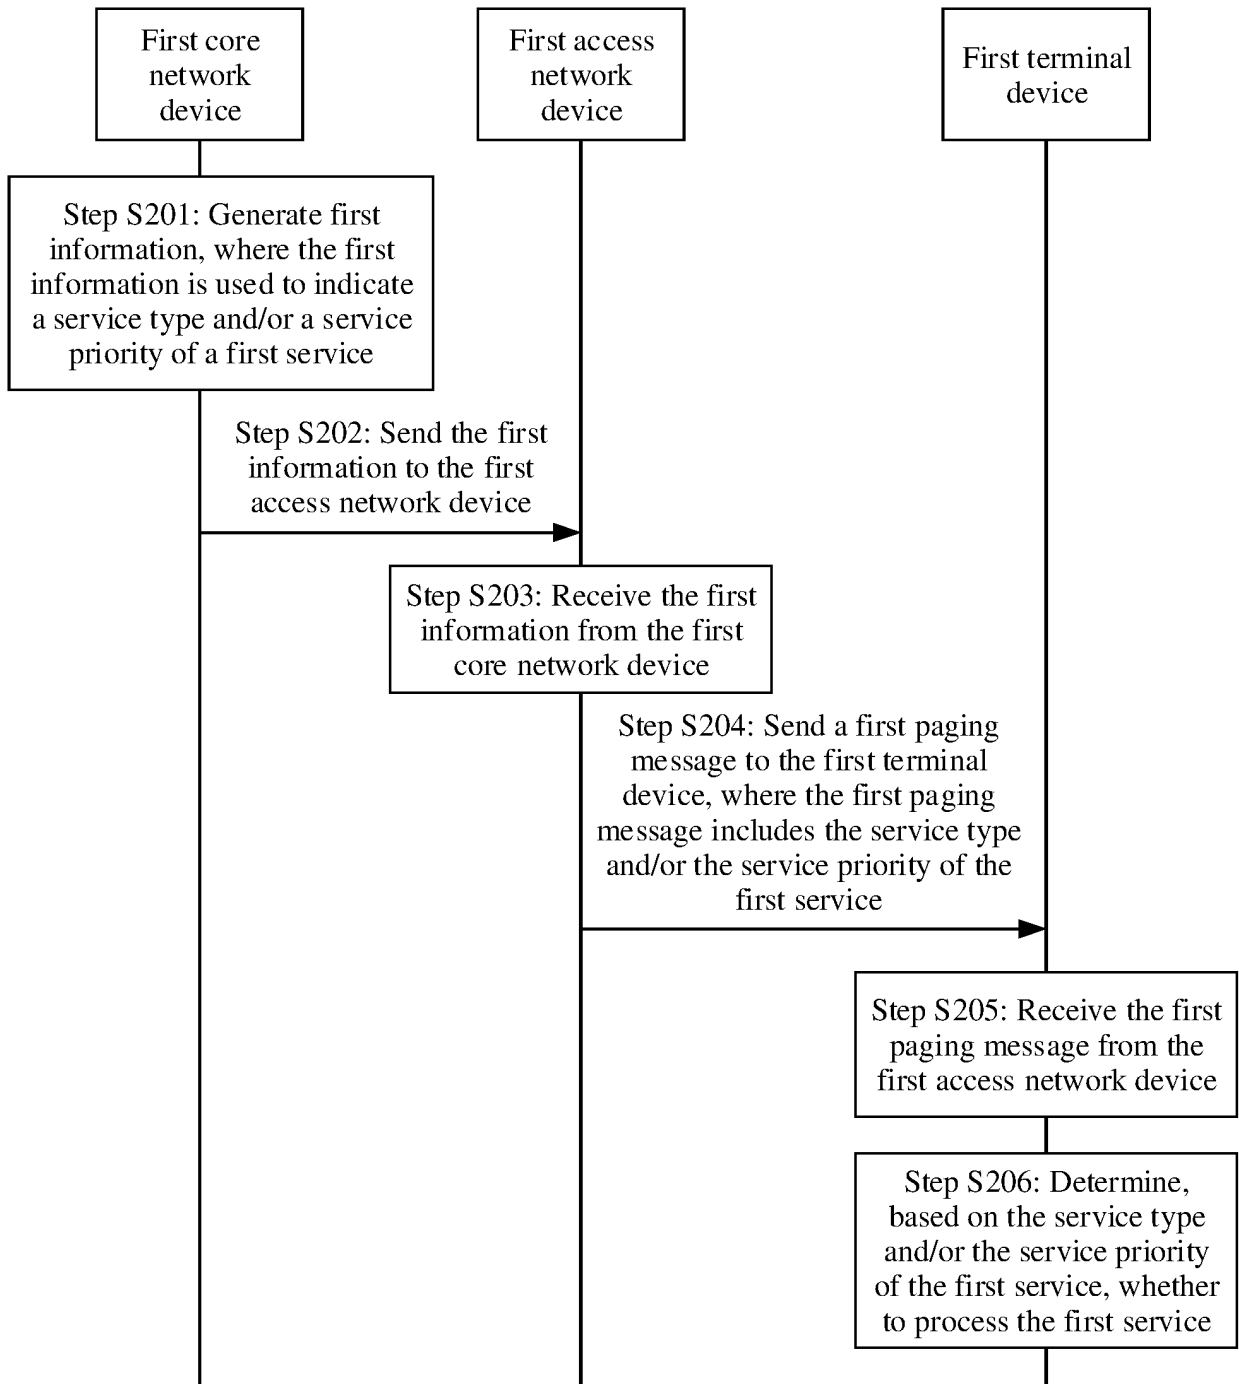 First core
network
device
First access
network
device
First terminal
device
Step S201: Generate first
information, where the first
information is used to indicate
a service type and/or a service
priority of a first service
Step S202: Send the first
information to the first
access network device
Step S203: Receive the first
information from the first
core network device
Step S204: Send a first paging
message to the first terminal
device, where the first paging
message includes the service type
and/or the service priority of the
first service
Step S205: Receive the first
paging message from the
first access network device
Step S206: Determine,
based on the service type
and/or the service priority
of the first service, whether
to process the first service